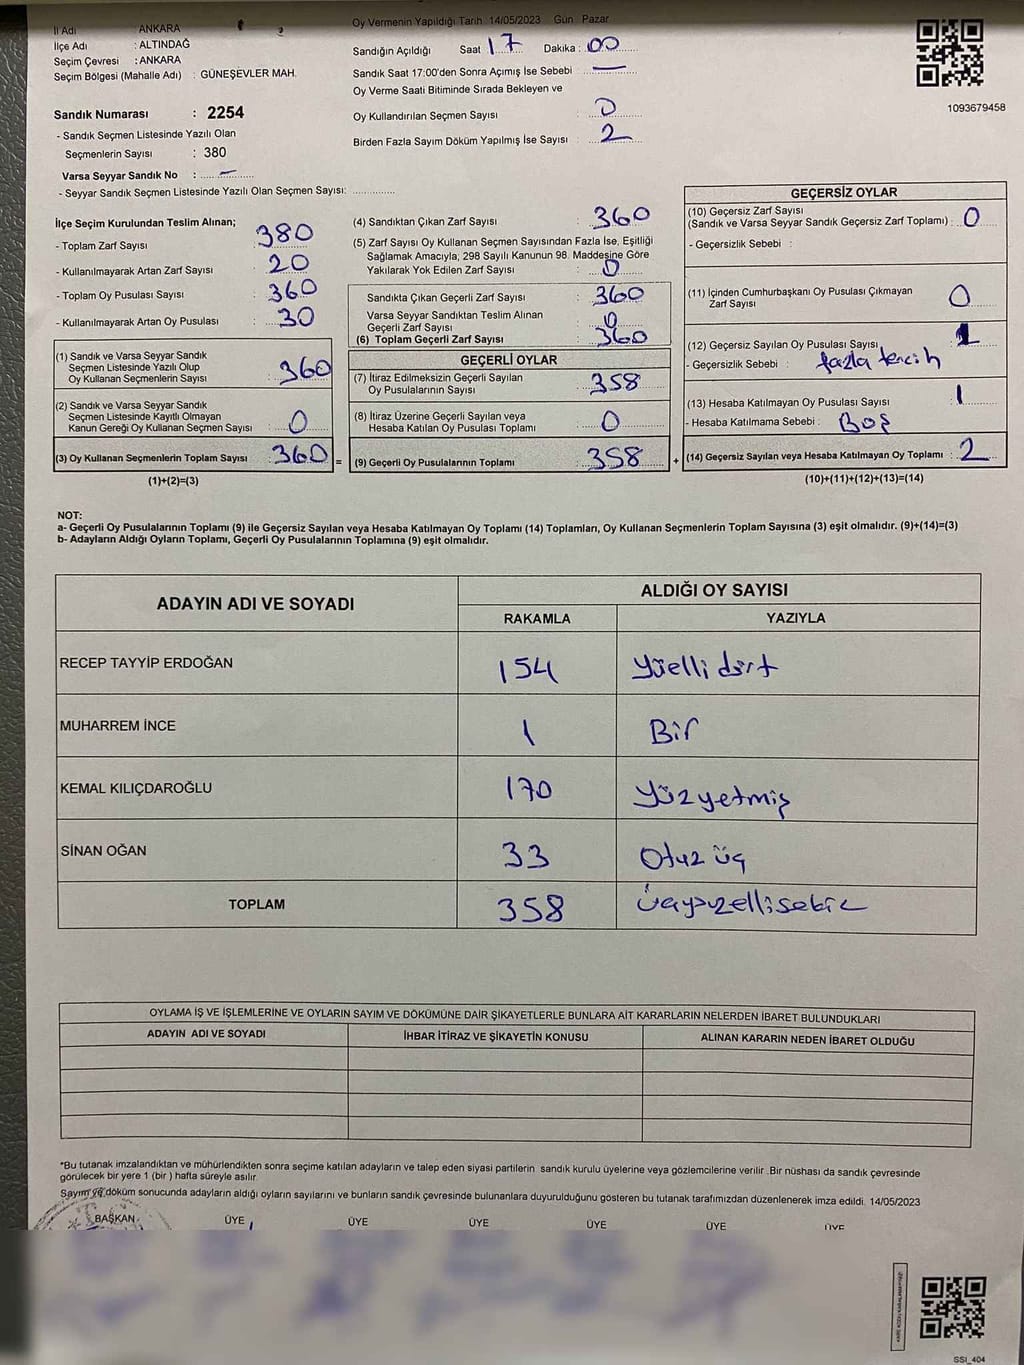 İl Adı : ANKARA
İlçe Adı : ALTINDAĞ
Seçim Çevresi : ANKARA
Seçim Bölgesi (Mahalle Adı) : GÜNEŞEVLER MAH.
Sandık Numarası : 2254
- Sandık Seçmen Listesinde Yazılı Olan
Seçmenlerin Sayısı : 380
Varsa Seyyar Sandık No : —
- Seyyar Sandık Seçmen Listesinde Yazılı Olan Seçmen Sayısı:
Oy Vermenin Yapıldığı Tarih 14/05/2023 Gün Pazar
Sandığın Açıldığı Saat 17 Dakika : 00
Sandık Saat 17:00'den Sonra Açımış İse Sebebi : —
Oy Verme Saati Bitiminde Sırada Bekleyen ve
Oy Kullandırılan Seçmen Sayısı : 0
Birden Fazla Sayım Döküm Yapılmış İse Sayısı : 2
1093679458
İlçe Seçim Kurulundan Teslim Alınan;
- Toplam Zarf Sayısı : 380
- Kullanılmayarak Artan Zarf Sayısı : 20
- Toplam Oy Pusulası Sayısı : 360
- Kullanılmayarak Artan Oy Pusulası : 30
(1) Sandık ve Varsa Seyyar Sandık
Seçmen Listesinde Yazılı Olup
Oy Kullanan Seçmenlerin Sayısı : 360
(2) Sandık ve Varsa Seyyar Sandık
Seçmen Listesinde Kayıtlı Olmayan
Kanun Gereği Oy Kullanan Seçmen Sayısı : 0
(3) Oy Kullanan Seçmenlerin Toplam Sayısı : 360 =
(1)+(2)=(3)
(4) Sandıktan Çıkan Zarf Sayısı : 360
(5) Zarf Sayısı Oy Kullanan Seçmen Sayısından Fazla İse, Eşitliği
Sağlamak Amacıyla; 298 Sayılı Kanunun 98. Maddesine Göre
Yakılarak Yok Edilen Zarf Sayısı : 0
Sandıkta Çıkan Geçerli Zarf Sayısı : 360
Varsa Seyyar Sandıktan Teslim Alınan
Geçerli Zarf Sayısı : 0
(6) Toplam Geçerli Zarf Sayısı : 360
GEÇERLİ OYLAR
(7) İtiraz Edilmeksizin Geçerli Sayılan
Oy Pusulalarının Sayısı : 358
(8) İtiraz Üzerine Geçerli Sayılan veya
Hesaba Katılan Oy Pusulası Toplamı : 0
(9) Geçerli Oy Pusulalarının Toplamı : 358 +
GEÇERSİZ OYLAR
(10) Geçersiz Zarf Sayısı
(Sandık ve Varsa Seyyar Sandık Geçersiz Zarf Toplamı) : 0
- Geçersizlik Sebebi :
(11) İçinden Cumhurbaşkanı Oy Pusulası Çıkmayan
Zarf Sayısı : 0
(12) Geçersiz Sayılan Oy Pusulası Sayısı : 1
- Geçersizlik Sebebi : fazla tercih
(13) Hesaba Katılmayan Oy Pusulası Sayısı : 1
- Hesaba Katılmama Sebebi : Boş
(14) Geçersiz Sayılan veya Hesaba Katılmayan Oy Toplamı : 2
(10)+(11)+(12)+(13)=(14)
NOT:
a- Geçerli Oy Pusulalarının Toplamı (9) ile Geçersiz Sayılan veya Hesaba Katılmayan Oy Toplamı (14) Toplamları, Oy Kullanan Seçmenlerin Toplam Sayısına (3) eşit olmalıdır. (9)+(14)=(3)
b- Adayların Aldığı Oyların Toplamı, Geçerli Oy Pusulalarının Toplamına (9) eşit olmalıdır.
ADAYIN ADI VE SOYADI ALDIĞI OY SAYISI
RAKAMLA YAZIYLA
RECEP TAYYİP ERDOĞAN 154 Yüelli dört
MUHARREM İNCE 1 Bir
KEMAL KILIÇDAROĞLU 170 Yüzyetmiş
SİNAN OĞAN 33 Otuz üç
TOPLAM 358 üçyüzellisekiz
OYLAMA İŞ VE İŞLEMLERİNE VE OYLARIN SAYIM VE DÖKÜMÜNE DAİR ŞİKAYETLERLE BUNLARA AİT KARARLARIN NELERDEN İBARET BULUNDUKLARI
ADAYIN ADI VE SOYADI İHBAR İTİRAZ VE ŞİKAYETİN KONUSU ALINAN KARARIN NEDEN İBARET OLDUĞU
*Bu tutanak imzalandıktan ve mühürlendikten sonra seçime katılan adayların ve talep eden siyasi partilerin sandık kurulu üyelerine veya gözlemcilerine verilir .Bir nüshası da sandık çevresinde
görülecek bir yere 1 (bir ) hafta süreyle asılır
Sayım döküm sonucunda adayların aldığı oyların sayılarını ve bunların sandık çevresinde bulunanlara duyurulduğunu gösteren bu tutanak tarafımızdan düzenlenerek imza edildi. 14/05/2023
BAŞKAN ÜYE ÜYE ÜYE ÜYE ÜYE ÜYE
SSI_404